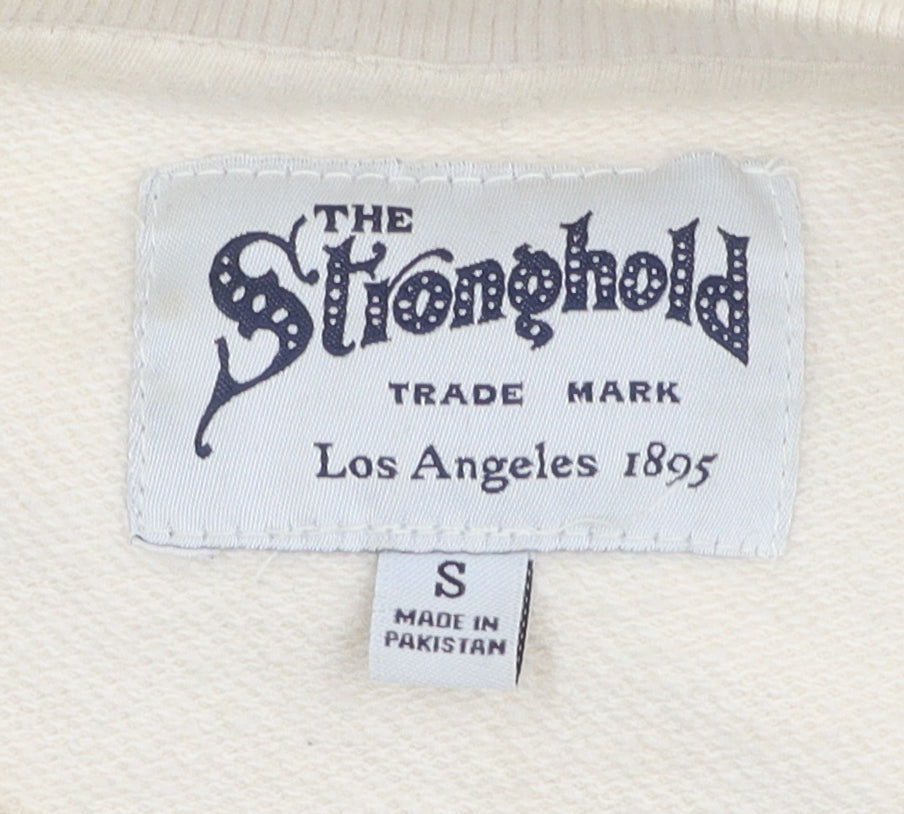 THE
Stronghold
TRADE MARK
Los Angeles 1895
S
MADE IN
PAKISTAN